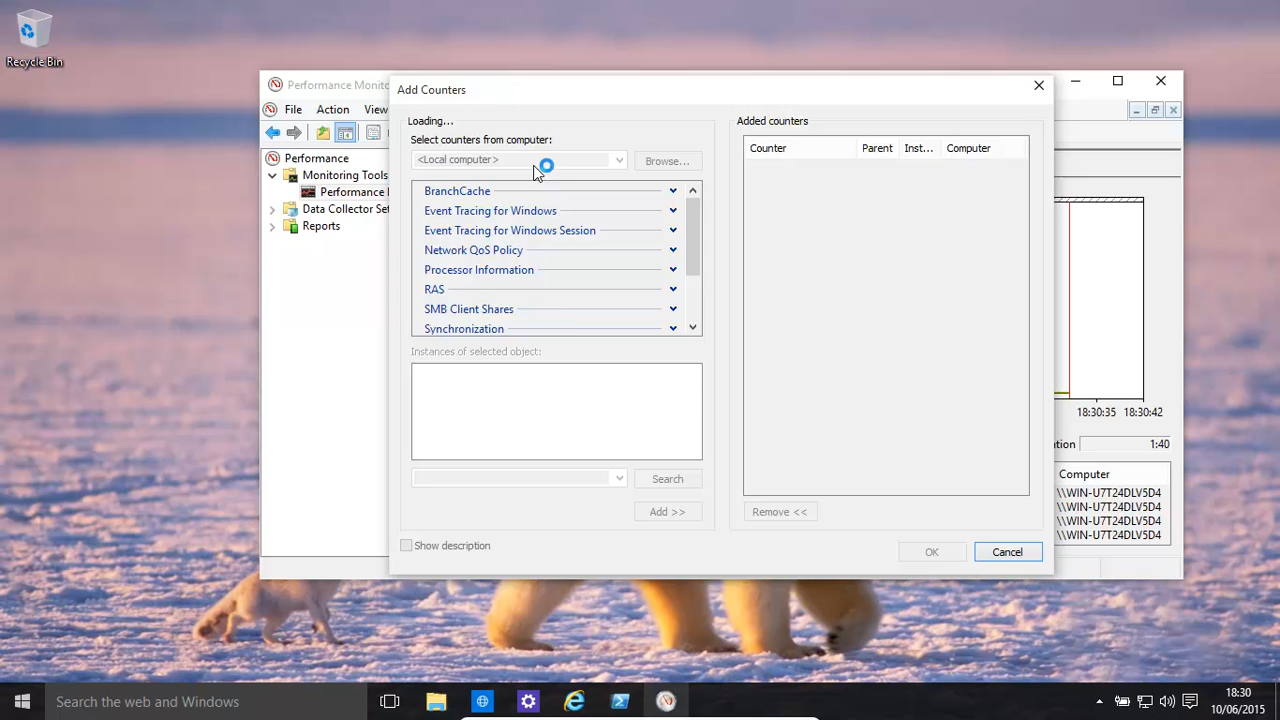 Recycle Bin
Performance Monito
File Action View
Performance
Monitoring Tools
Performance
Data Collector Set
Reports
Add Counters
Loading...
Select counters from computer:
<Local computer>
Browse...
BranchCache
Event Tracing for Windows
Event Tracing for Windows Session
Network QoS Policy
Processor Information
RAS
SMB Client Shares
Synchronization
Instances of selected object:
Search
Add >>
Show description
Added counters
Counter Parent Inst... Computer
Remove <<
OK Cancel
18:30:35 18:30:42
1:40
Computer
\\WIN-U7T24DLV5D4
\\WIN-U7T24DLV5D4
\\WIN-U7T24DLV5D4
\\WIN-U7T24DLV5D4
Search the web and Windows
18:30
10/06/2015